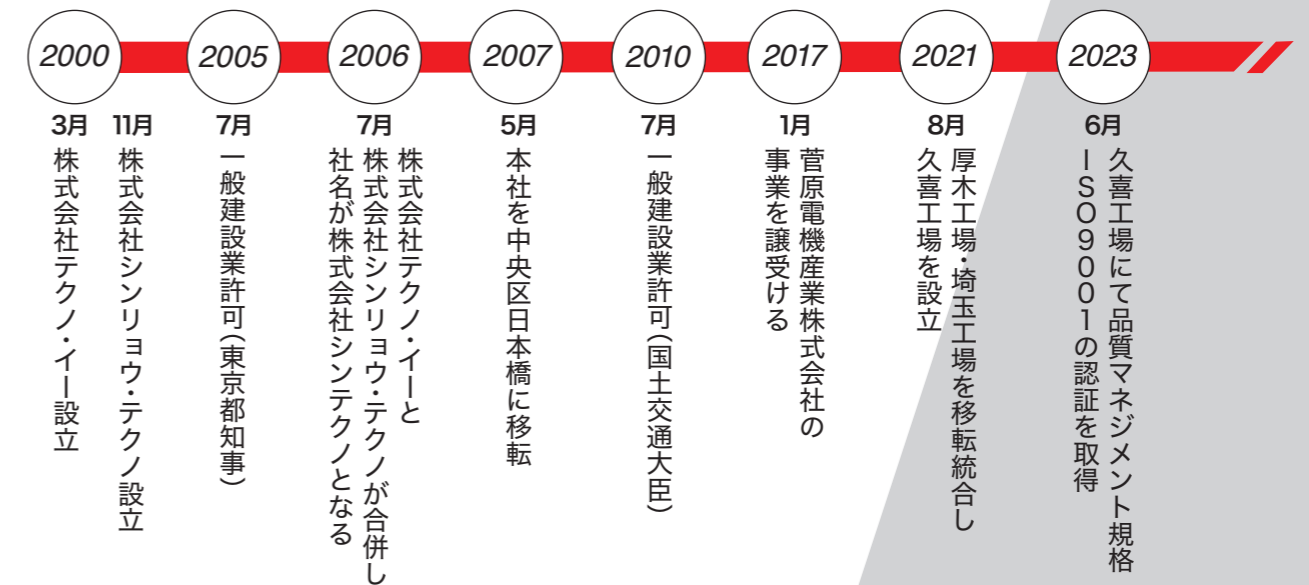 2000
3月
株式会社テクノ・イー設立
11月
株式会社シンリョウ・テクノ設立
2005
7月
一般建設業許可(東京都知事)
2006
7月
株式会社テクノ・イーと
株式会社シンリョウ・テクノが合併し
社名が株式会社シンテクノとなる
2007
5月
本社を中央区日本橋に移転
2010
7月
一般建設業許可(国土交通大臣)
2017
1月
菅原電機産業株式会社の
事業を譲受ける
2021
8月
厚木工場・埼玉工場を移転統合し
久喜工場を設立
2023
6月
久喜工場にて品質マネジメント規格
ISO9001の認証を取得